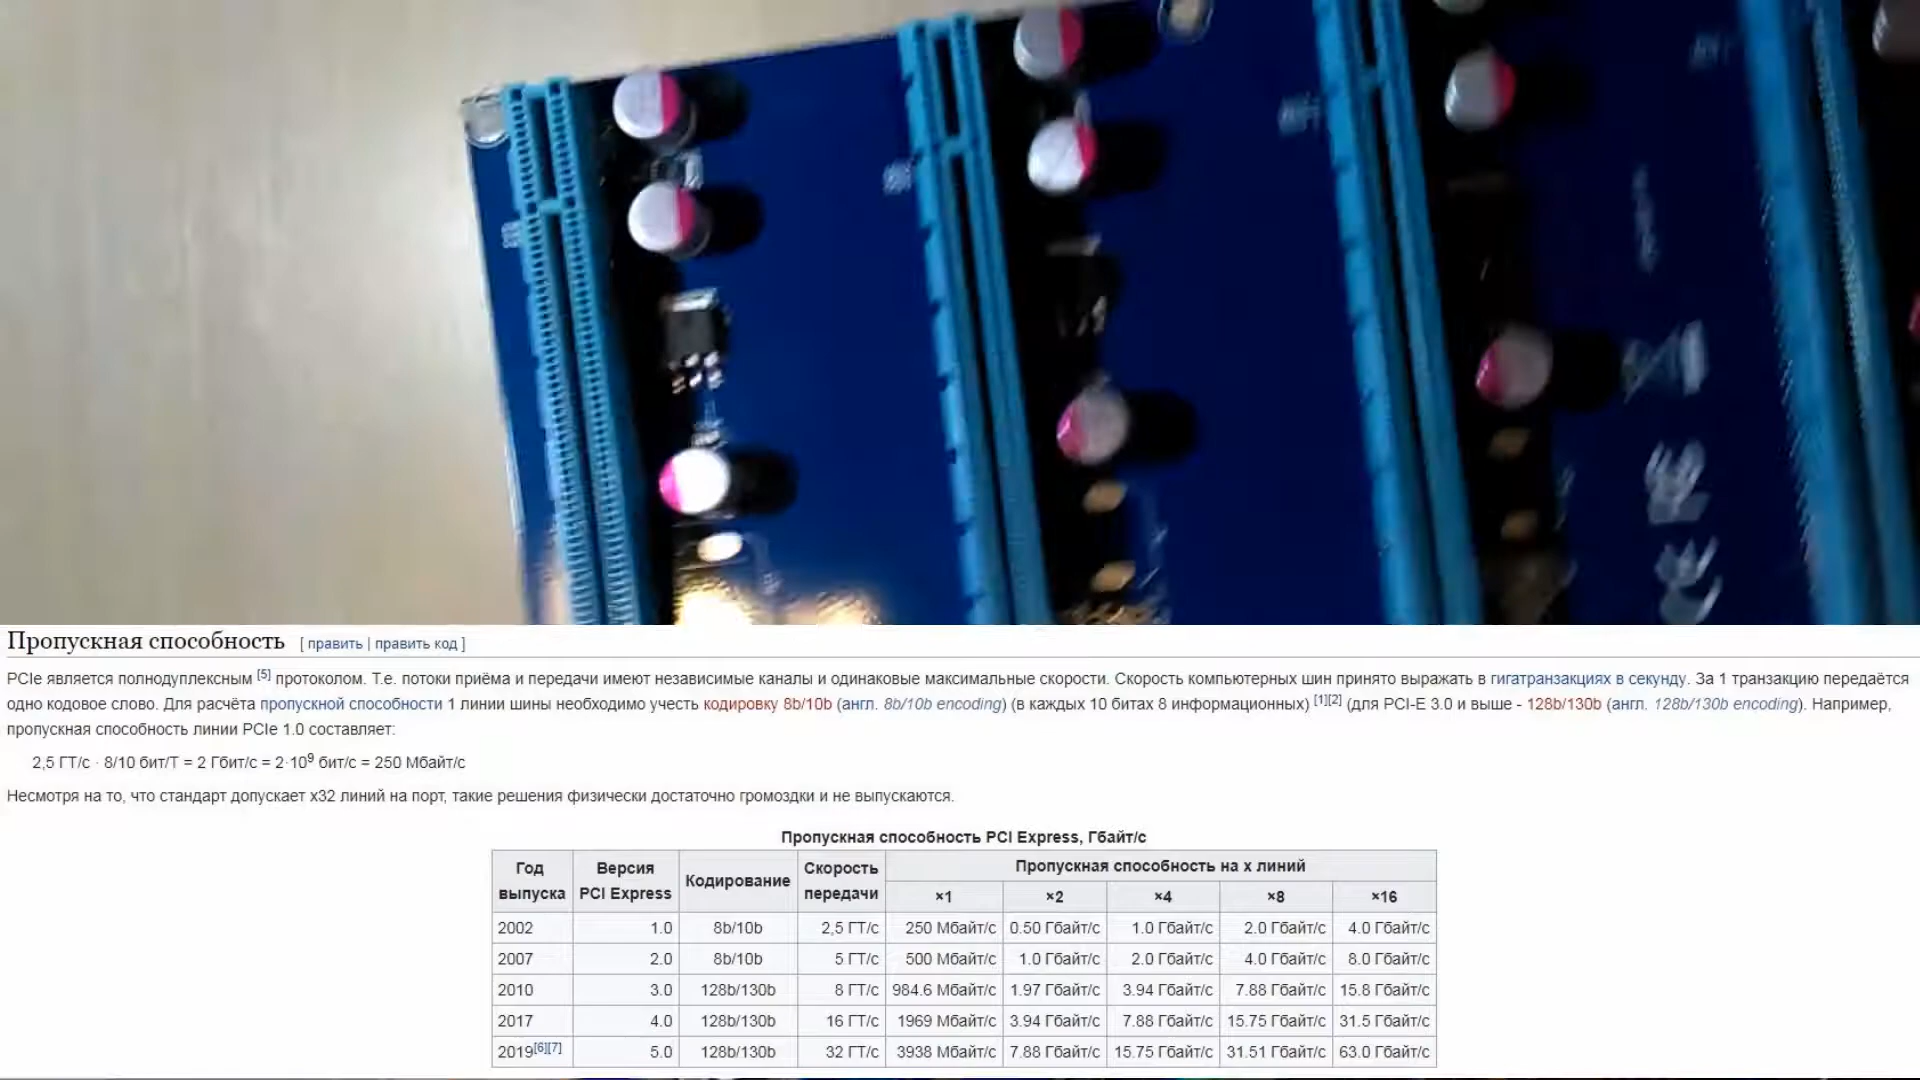 Пропускная способность [ править | править код ]
PCIe является полнодуплексным [5] протоколом. Т.е. потоки приёма и передачи имеют независимые каналы и одинаковые максимальные скорости. Скорость компьютерных шин принято выражать в гигатранзакциях в секунду. За 1 транзакцию передаётся
одно кодовое слово. Для расчёта пропускной способности 1 линии шины необходимо учесть кодировку 8b/10b (англ. 8b/10b encoding) (в каждых 10 битах 8 информационных) [1][2] (для PCI-E 3.0 и выше - 128b/130b (англ. 128b/130b encoding). Например,
пропускная способность линии PCIe 1.0 составляет:
2,5 ГТ/с · 8/10 бит/Т = 2 Гбит/с = 2·10⁹ бит/с = 250 Мбайт/с
Несмотря на то, что стандарт допускает x32 линий на порт, такие решения физически достаточно громоздки и не выпускаются.
Пропускная способность PCI Express, Гбайт/с
Год выпуска Версия PCI Express Кодирование Скорость передачи Пропускная способность на x линий
×1 ×2 ×4 ×8 ×16
2002 1.0 8b/10b 2,5 ГТ/с 250 Мбайт/с 0.50 Гбайт/с 1.0 Гбайт/с 2.0 Гбайт/с 4.0 Гбайт/с
2007 2.0 8b/10b 5 ГТ/с 500 Мбайт/с 1.0 Гбайт/с 2.0 Гбайт/с 4.0 Гбайт/с 8.0 Гбайт/с
2010 3.0 128b/130b 8 ГТ/с 984.6 Мбайт/с 1.97 Гбайт/с 3.94 Гбайт/с 7.88 Гбайт/с 15.8 Гбайт/с
2017 4.0 128b/130b 16 ГТ/с 1969 Мбайт/с 3.94 Гбайт/с 7.88 Гбайт/с 15.75 Гбайт/с 31.5 Гбайт/с
2019[6][7] 5.0 128b/130b 32 ГТ/с 3938 Мбайт/с 7.88 Гбайт/с 15.75 Гбайт/с 31.51 Гбайт/с 63.0 Гбайт/с